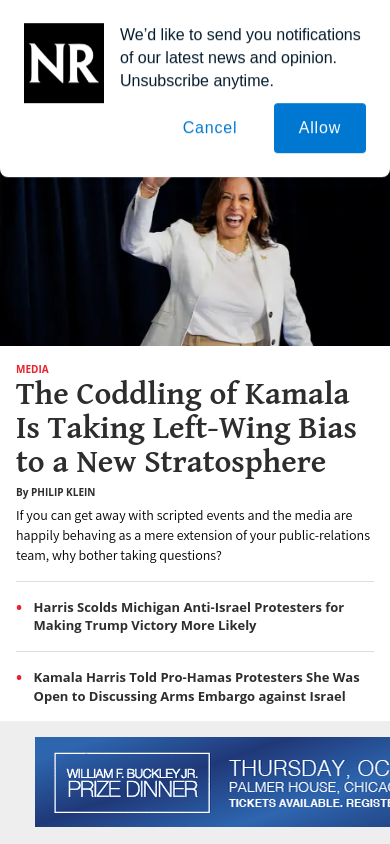 NR
We'd like to send you notifications
of our latest news and opinion.
Unsubscribe anytime.
Cancel
Allow
MEDIA
The Coddling of Kamala
Is Taking Left-Wing Bias
to a New Stratosphere
By PHILIP KLEIN
If you can get away with scripted events and the media are
happily behaving as a mere extension of your public-relations
team, why bother taking questions?
• Harris Scolds Michigan Anti-Israel Protesters for
Making Trump Victory More Likely
• Kamala Harris Told Pro-Hamas Protesters She Was
Open to Discussing Arms Embargo against Israel
WILLIAM F. BUCKLEY JR.
PRIZE DINNER
THURSDAY, OC
PALMER HOUSE, CHICAG
TICKETS AVAILABLE. REGISTE